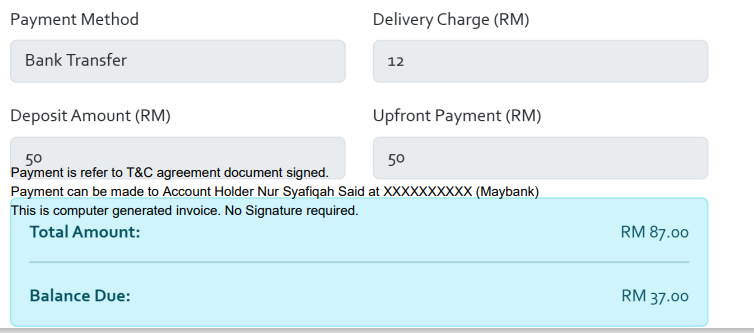 Payment Method
Delivery Charge (RM)
Bank Transfer
12
Deposit Amount (RM)
Upfront Payment (RM)
50
50
Payment is refer to T&C agreement document signed.
Payment can be made to Account Holder Nur Syafiqah Said at XXXXXXXXXX (Maybank)
This is computer generated invoice. No Signature required.
Total Amount:
RM 87.00
Balance Due:
RM 37.00